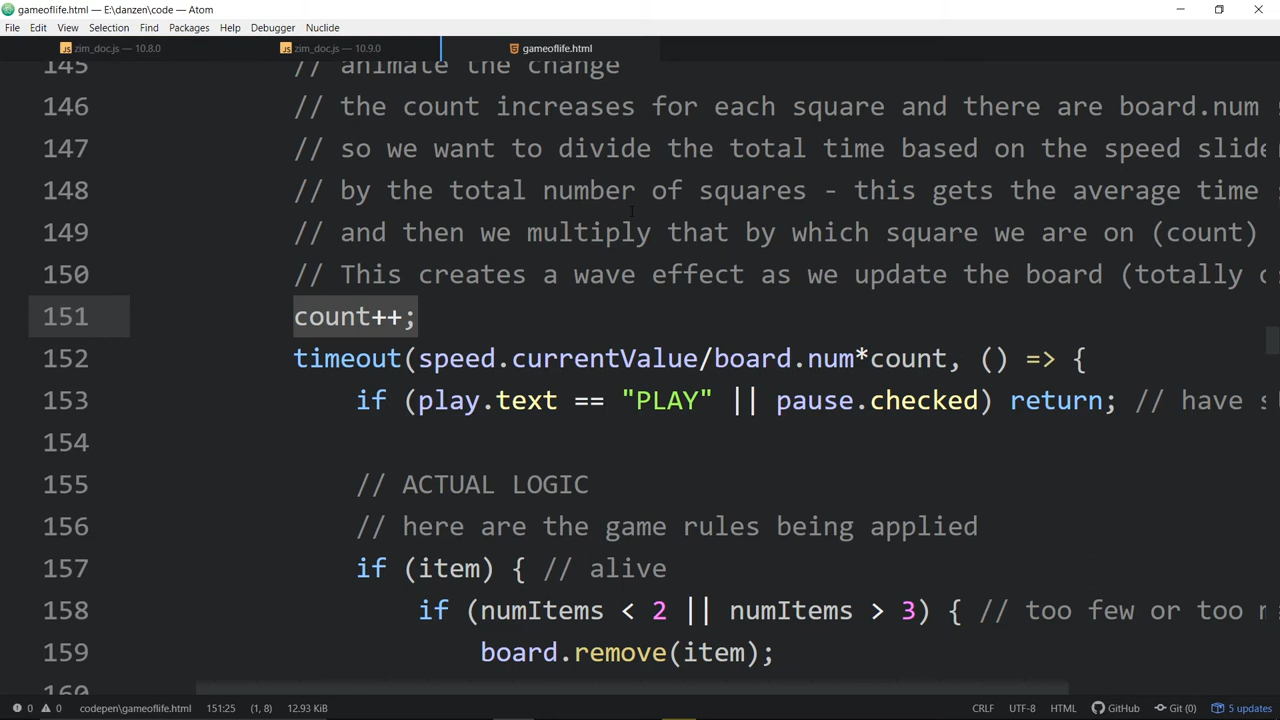 gameoflife.html — E:\danzen\code — Atom
File Edit View Selection Find Packages Help Debugger Nuclide
zim_doc.js — 10.8.0 zim_doc.js — 10.9.0 gameoflife.html
145 // animate the change
146 // the count increases for each square and there are board.num
147 // so we want to divide the total time based on the speed slide
148 // by the total number of squares - this gets the average time
149 // and then we multiply that by which square we are on (count)
150 // This creates a wave effect as we update the board (totally
151 count++;
152 timeout(speed.currentValue/board.num*count, () => {
153 if (play.text == "PLAY" || pause.checked) return; // have s
154
155 // ACTUAL LOGIC
156 // here are the game rules being applied
157 if (item) { // alive
158 if (numItems < 2 || numItems > 3) { // too few or too m
159 board.remove(item);
160
0 0 codepen\gameoflife.html 151:25 (1, 8) 12.93 KiB CRLF UTF-8 HTML GitHub Git (0) 5 updates